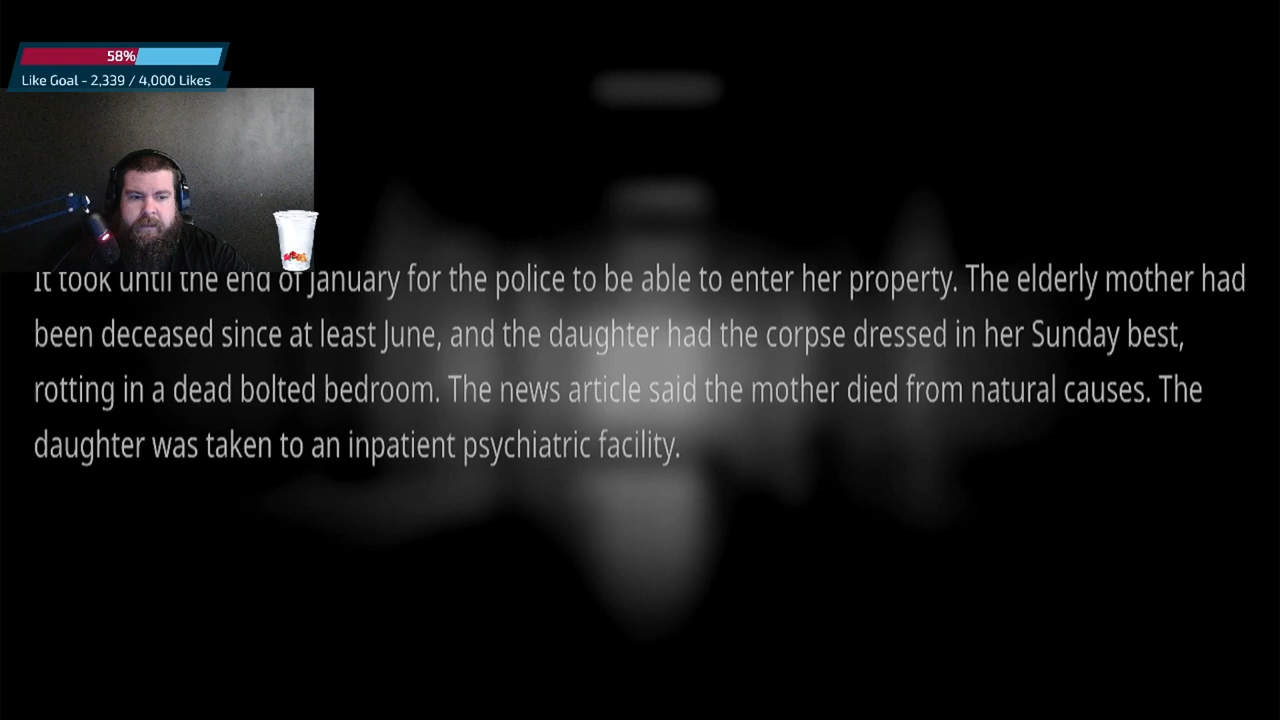 58%
Like Goal - 2,339 / 4,000 Likes
It took until the end of January for the police to be able to enter her property. The elderly mother had
been deceased since at least June, and the daughter had the corpse dressed in her Sunday best,
rotting in a dead bolted bedroom. The news article said the mother died from natural causes. The
daughter was taken to an inpatient psychiatric facility.